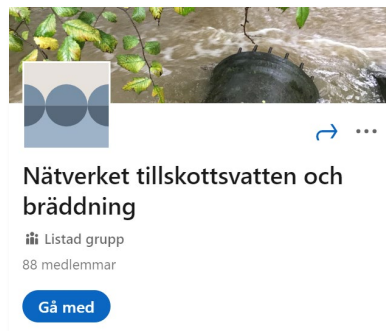 Nätverket tillskottsvatten och
bräddning
Listad grupp
88 medlemmar
Gå med